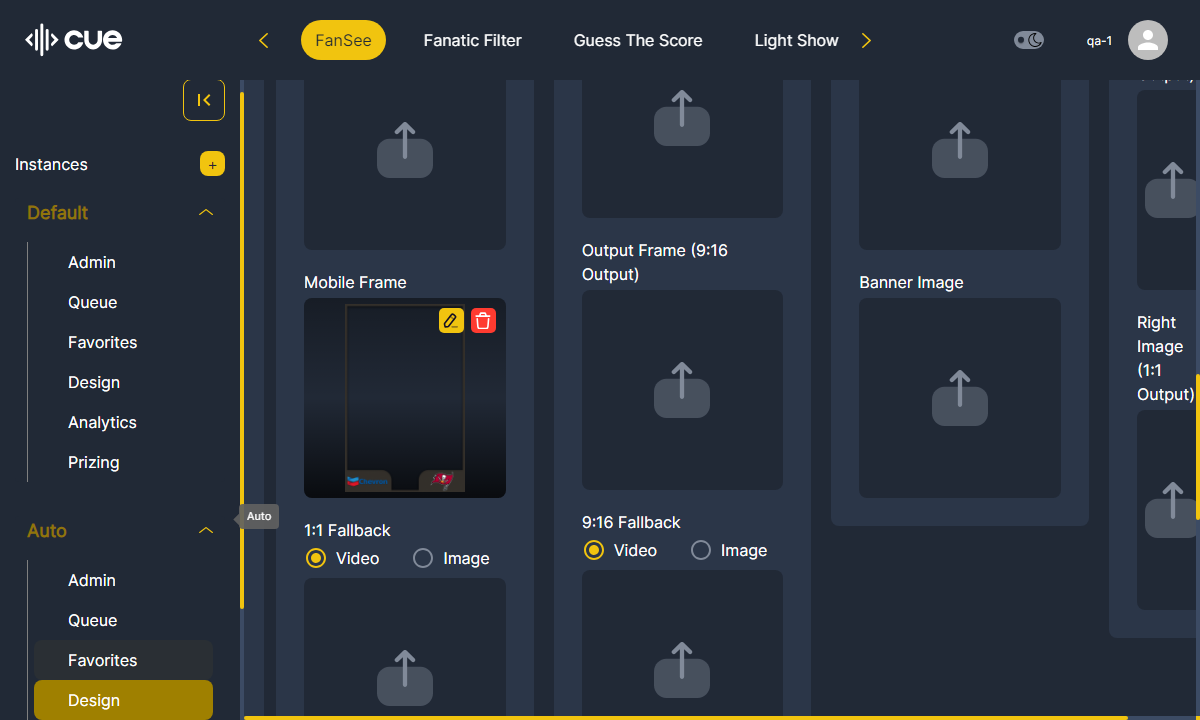 cue
FanSee
Fanatic Filter
Guess The Score
Light Show
qa-1
Instances
+
Default
Admin
Queue
Favorites
Design
Analytics
Prizing
Auto
Admin
Queue
Favorites
Design
Auto
Mobile Frame
1:1 Fallback
Video
Image
Output Frame (9:16
Output)
9:16 Fallback
Video
Image
Banner Image
Output)
Right
Image
(1:1
Output)